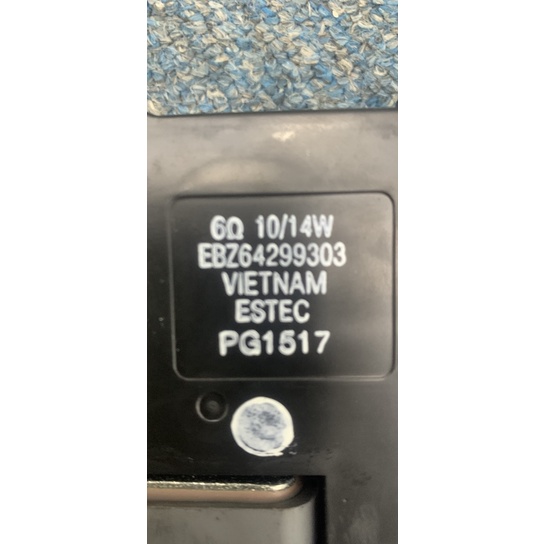 6Ω 10/14W
EBZ64299303
VIETNAM
ESTEC
PG1517